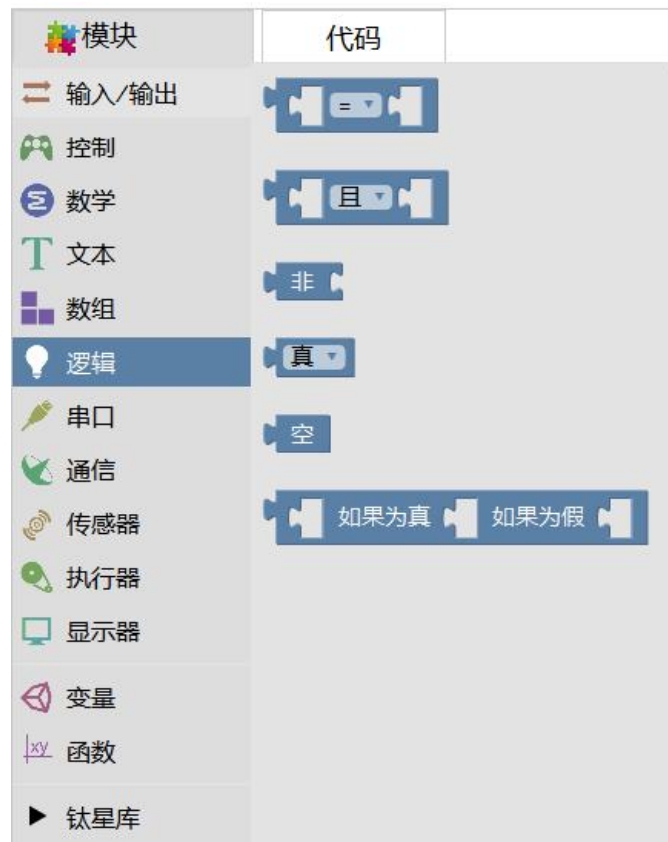 模块
代码
输入/输出
控制
数学
文本
数组
逻辑
串口
通信
传感器
执行器
显示器
变量
xy 函数
钛星库
=
且
非
真
空
如果为真 如果为假